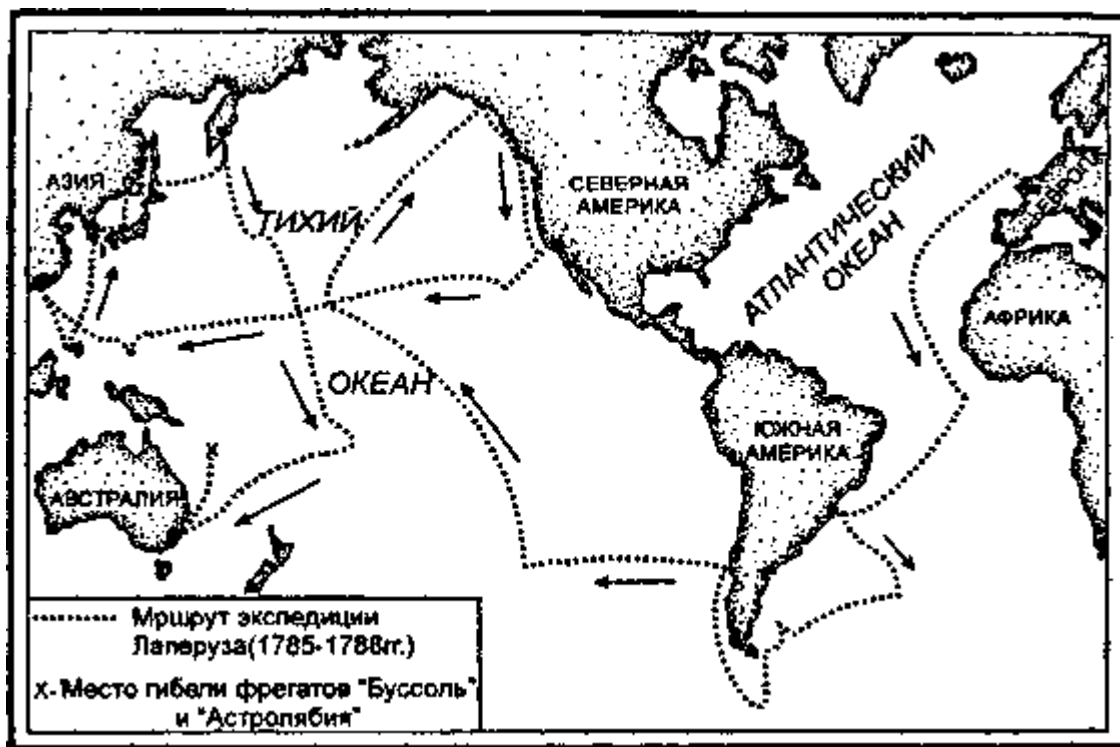 АЗИЯ
ТИХИЙ
ОКЕАН
СЕВЕРНАЯ
АМЕРИКА
АТЛАНТИЧЕСКИЙ
ОКЕАН
ЕВРОПА
АФРИКА
ЮЖНАЯ
АМЕРИКА
АВСТРАЛИЯ
х
Мршрут экспедиции
Лаперуза(1785-1788гг.)
х-Место гибели фрегатов "Буссоль"
и "Астролябия"